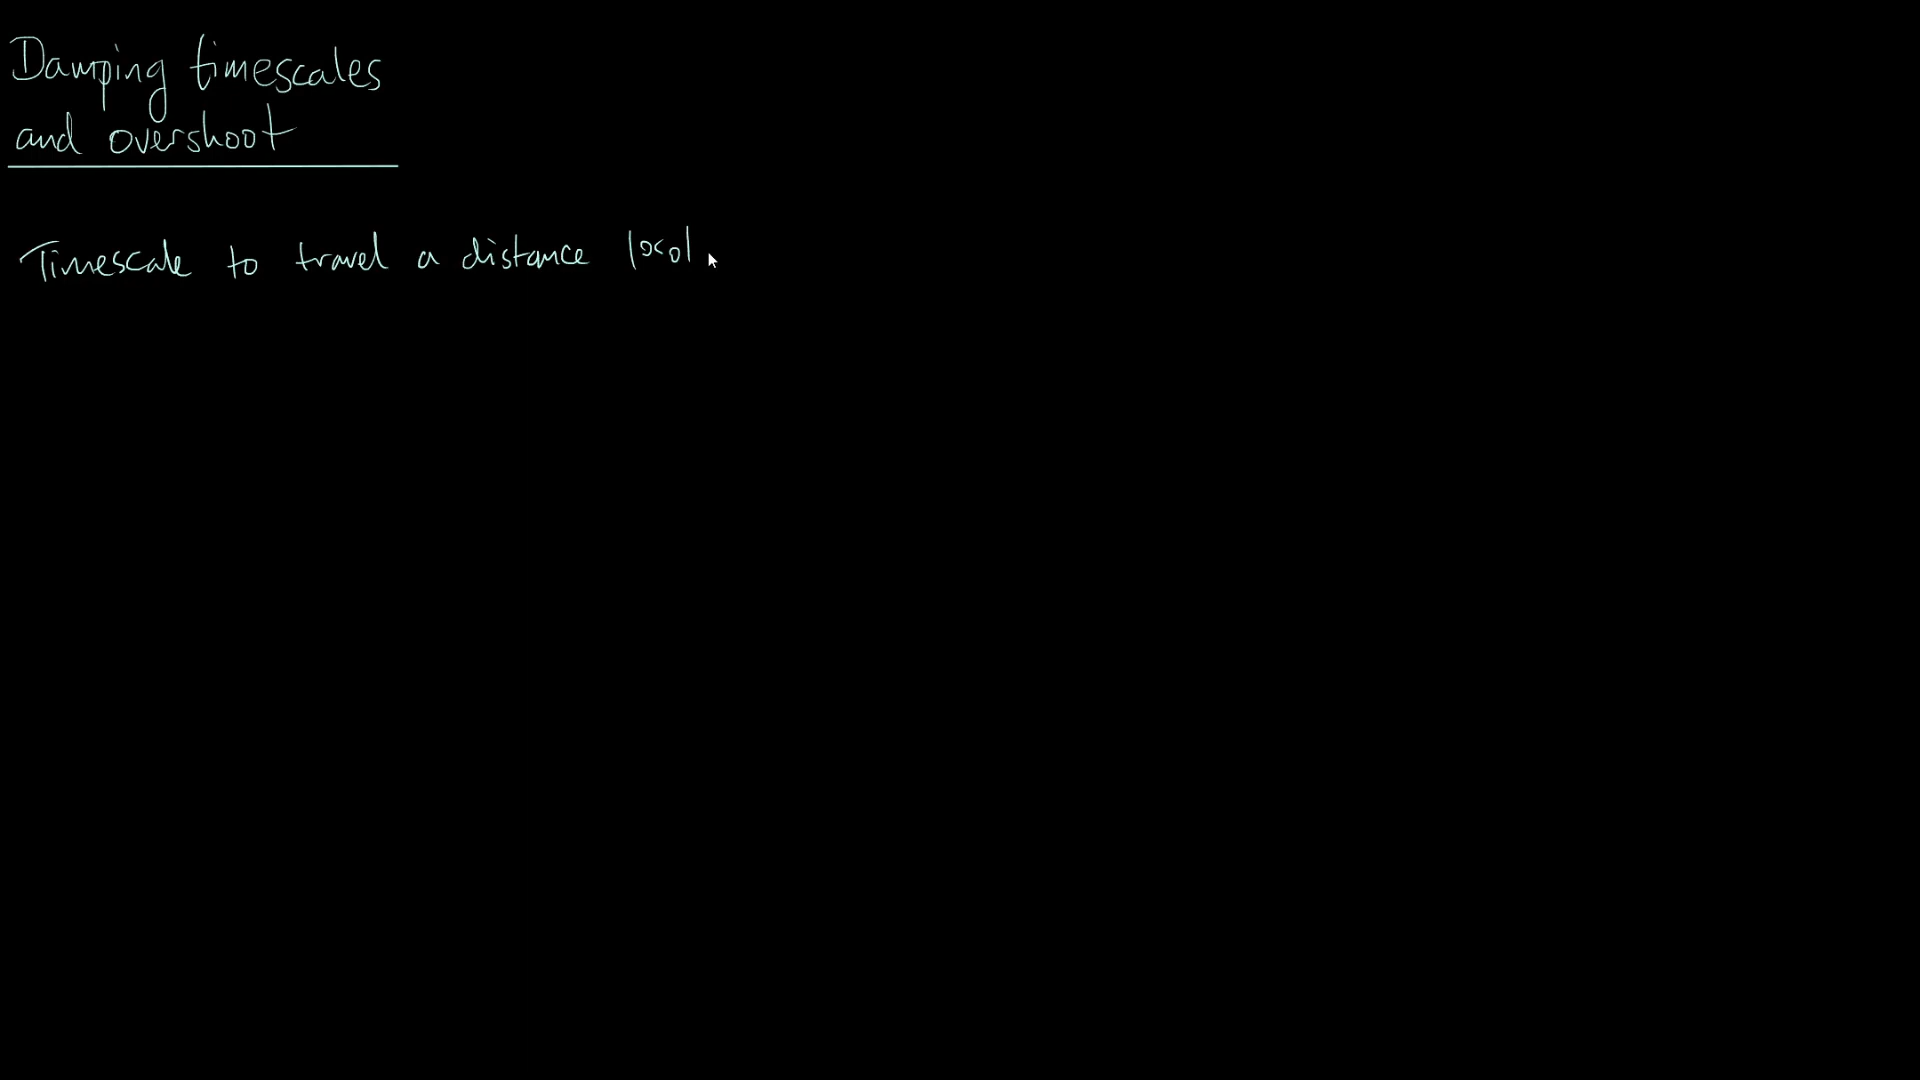 Damping timescales
and overshoot
Timescale to travel a distance |x₀|